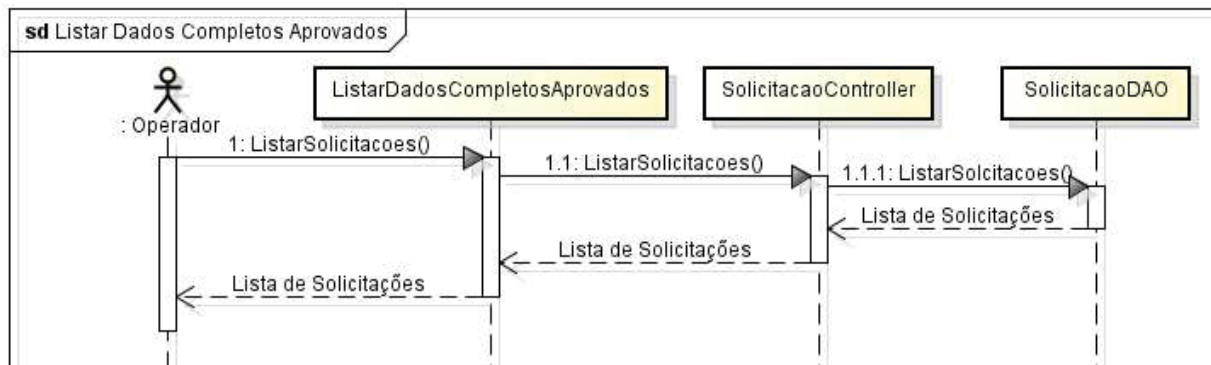 sd Listar Dados Completos Aprovados
ListarDadosCompletosAprovados
SolicitacaoController
SolicitacaoDAO
: Operador
1: ListarSolicitacoes()
1.1: ListarSolicitacoes()
1.1.1: ListarSolcitacoes()
Lista de Solicitações
Lista de Solicitações
Lista de Solicitações